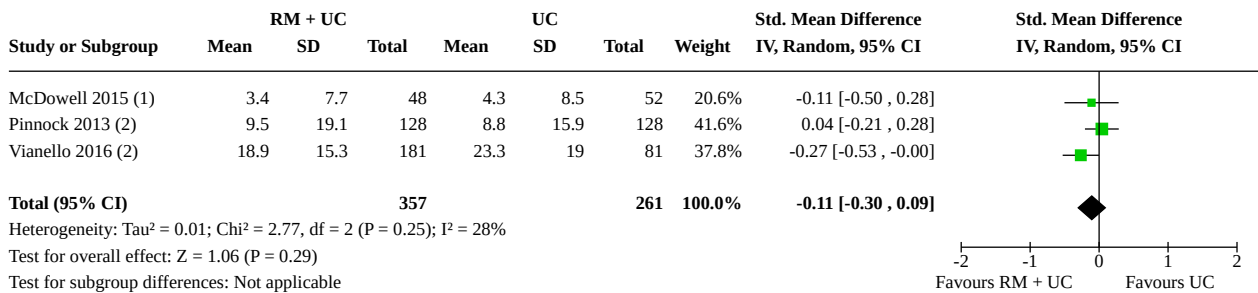 RM + UC UC Std. Mean Difference Std. Mean Difference
Study or Subgroup Mean SD Total Mean SD Total Weight IV, Random, 95% CI IV, Random, 95% CI
McDowell 2015 (1) 3.4 7.7 48 4.3 8.5 52 20.6% -0.11 [-0.50 , 0.28]
Pinnock 2013 (2) 9.5 19.1 128 8.8 15.9 128 41.6% 0.04 [-0.21 , 0.28]
Vianello 2016 (2) 18.9 15.3 181 23.3 19 81 37.8% -0.27 [-0.53 , -0.00]
Total (95% CI) 357 261 100.0% -0.11 [-0.30 , 0.09]
Heterogeneity: Tau² = 0.01; Chi² = 2.77, df = 2 (P = 0.25); I² = 28%
Test for overall effect: Z = 1.06 (P = 0.29)
-2 -1 0 1 2
Test for subgroup differences: Not applicable
Favours RM + UC Favours UC